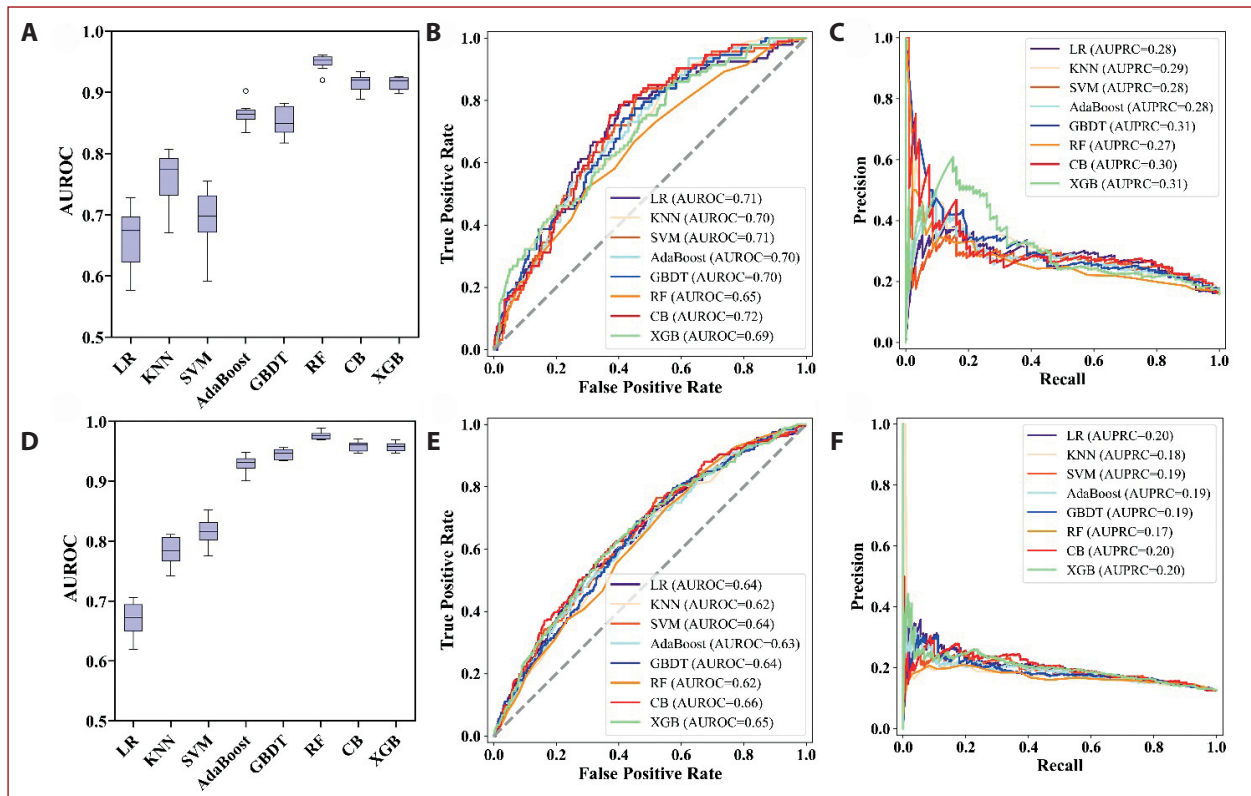 A
1.0
0.9
0.8
0.7
0.6
0.5
AUROC
LR
KNN
SVM
AdaBoost
GBDT
RF
CB
XGB
B
1.0
0.8
0.6
0.4
0.2
0.0
True Positive Rate
LR (AUROC=0.71)
KNN (AUROC=0.70)
SVM (AUROC=0.71)
AdaBoost (AUROC=0.70)
GBDT (AUROC=0.70)
RF (AUROC=0.65)
CB (AUROC=0.72)
XGB (AUROC=0.69)
0.0 0.2 0.4 0.6 0.8 1.0
False Positive Rate
C
1.0
0.8
0.6
0.4
0.2
0.0
Precision
LR (AUPRC=0.28)
KNN (AUPRC=0.29)
SVM (AUPRC=0.28)
AdaBoost (AUPRC=0.28)
GBDT (AUPRC=0.31)
RF (AUPRC=0.27)
CB (AUPRC=0.30)
XGB (AUPRC=0.31)
0.0 0.2 0.4 0.6 0.8 1.0
Recall
D
1.0
0.9
0.8
0.7
0.6
0.5
AUROC
LR
KNN
SVM
AdaBoost
GBDT
RF
CB
XGB
E
1.0
0.8
0.6
0.4
0.2
0.0
True Positive Rate
LR (AUROC=0.64)
KNN (AUROC=0.62)
SVM (AUROC=0.64)
AdaBoost (AUROC=0.63)
GBDT (AUROC=0.64)
RF (AUROC=0.62)
CB (AUROC=0.66)
XGB (AUROC=0.65)
0.0 0.2 0.4 0.6 0.8 1.0
False Positive Rate
F
1.0
0.8
0.6
0.4
0.2
0.0
Precision
LR (AUPRC=0.20)
KNN (AUPRC=0.18)
SVM (AUPRC=0.19)
AdaBoost (AUPRC=0.19)
GBDT (AUPRC=0.19)
RF (AUPRC=0.17)
CB (AUPRC=0.20)
XGB (AUPRC=0.20)
0.0 0.2 0.4 0.6 0.8 1.0
Recall